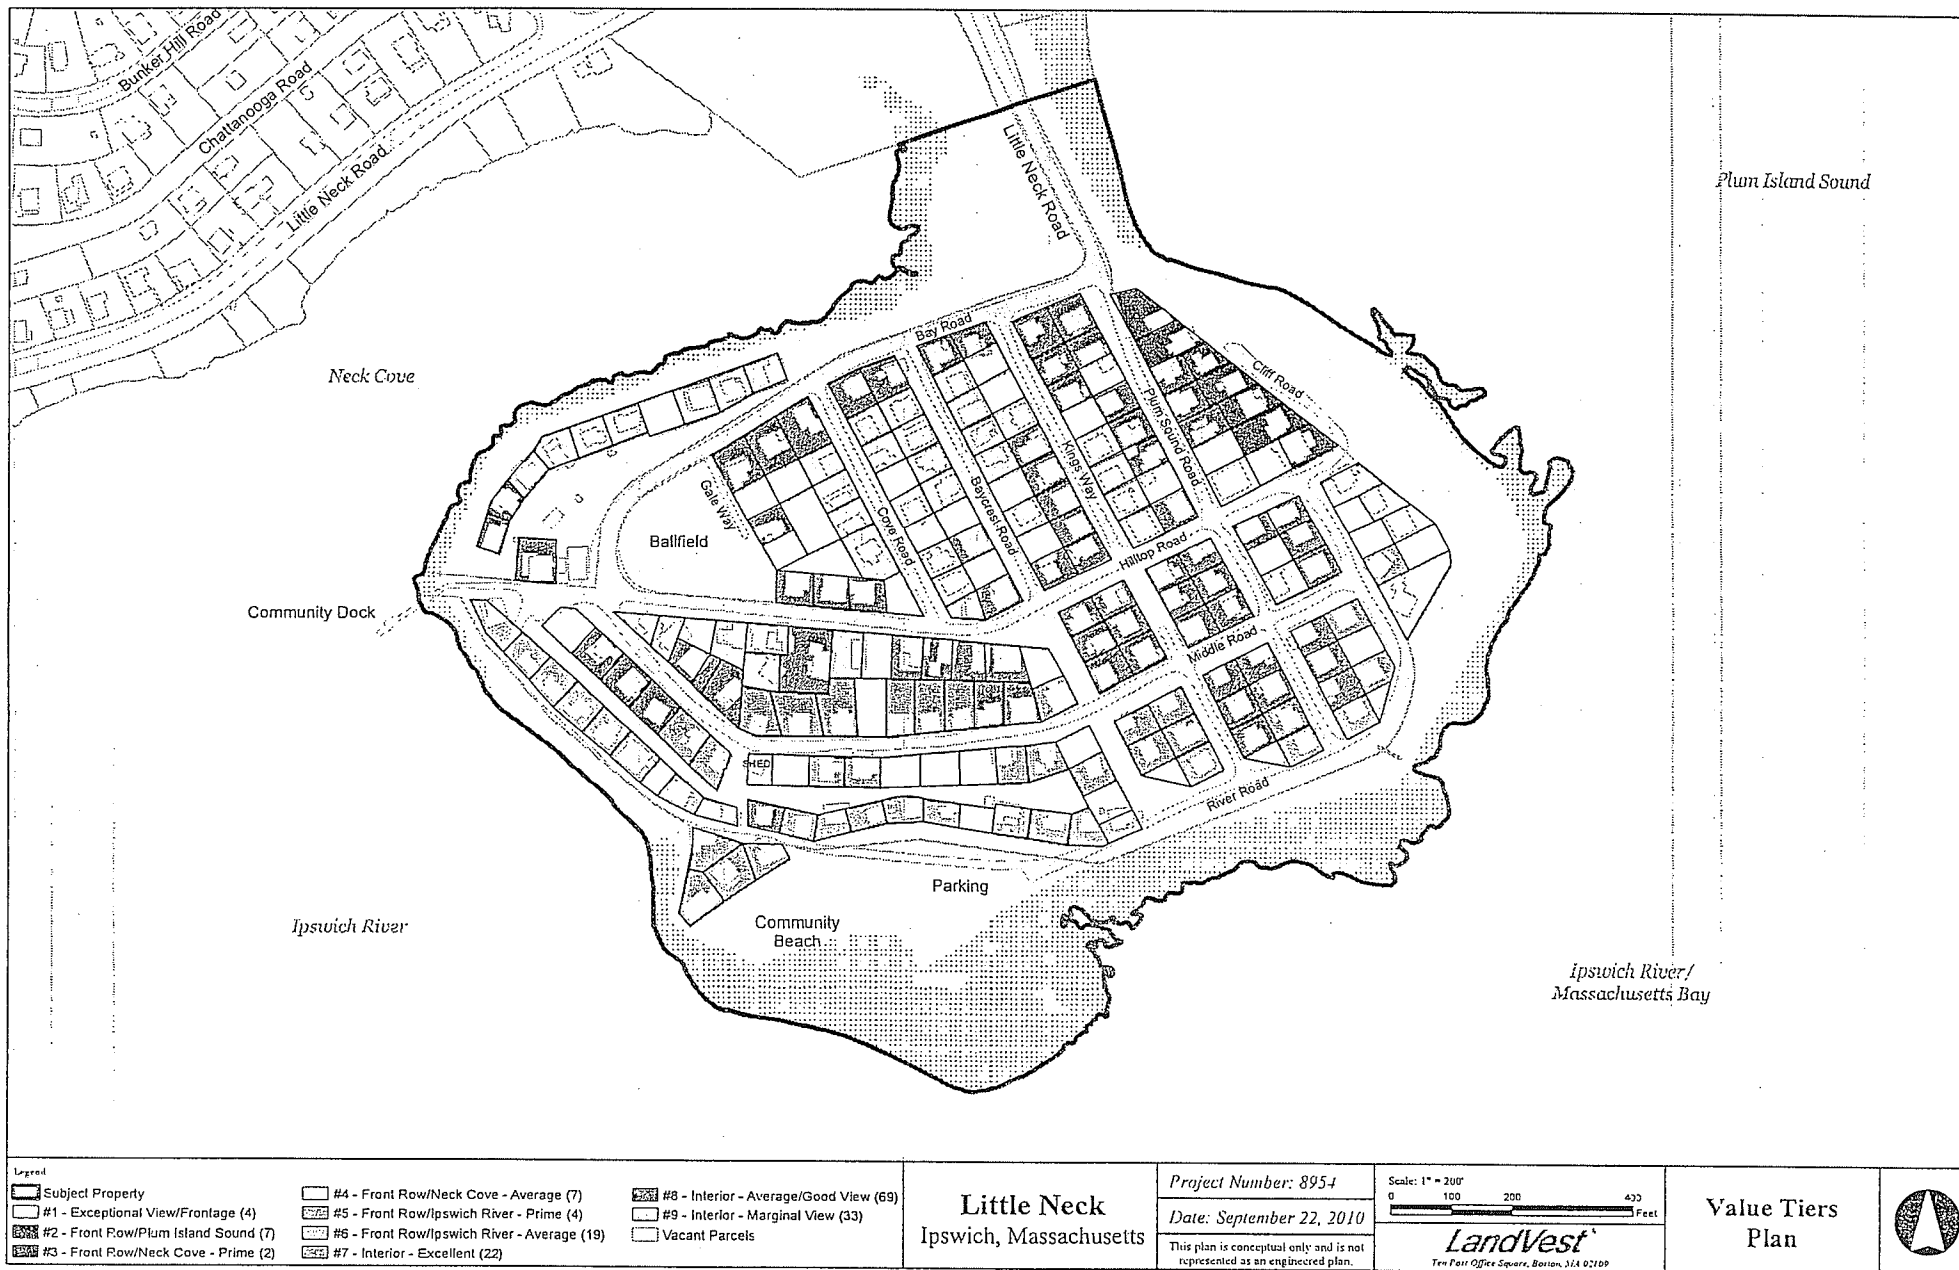 Bunker Hill Road
Chattanooga Road
Little Neck Road
Little Neck Road
Plum Island Sound
Neck Cove
Bay Road
Cliff Road
Plum Sound Road
Kings Way
Baycrest Road
Cove Road
Gale Way
Ballfield
Hilltop Road
Community Dock
Middle Road
SHED
River Road
Parking
Ipswich River
Community
Beach
Ipswich River/
Massachusetts Bay
Legend
Subject Property
#1 - Exceptional View/Frontage (4)
#2 - Front Row/Plum Island Sound (7)
#3 - Front Row/Neck Cove - Prime (2)
#4 - Front Row/Neck Cove - Average (7)
#5 - Front Row/Ipswich River - Prime (4)
#6 - Front Row/Ipswich River - Average (19)
#7 - Interior - Excellent (22)
#8 - Interior - Average/Good View (69)
#9 - Interior - Marginal View (33)
Vacant Parcels
Little Neck
Ipswich, Massachusetts
Project Number: 8954
Date: September 22, 2010
This plan is conceptual only and is not
represented as an engineered plan.
Scale: 1" = 200'
0 100 200 400
Feet
LandVest
Ten Post Office Square, Boston, MA 02109
Value Tiers
Plan